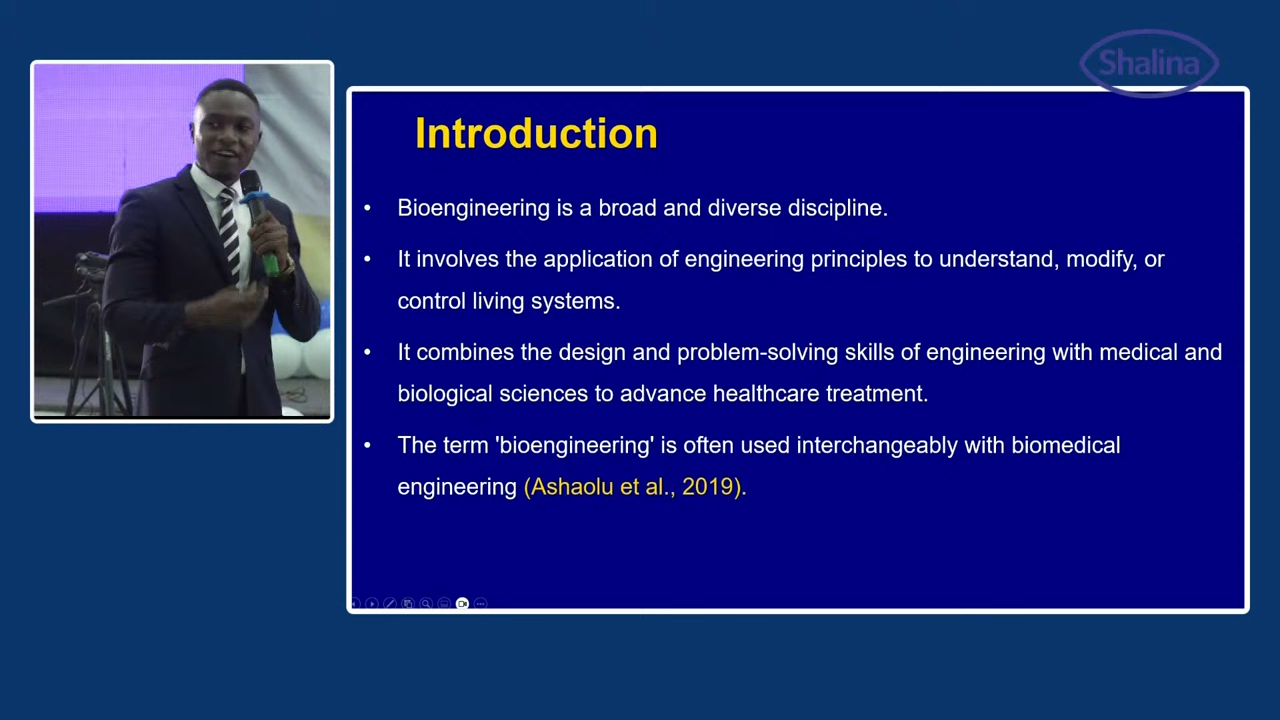 Shalina
Introduction
• Bioengineering is a broad and diverse discipline.
• It involves the application of engineering principles to understand, modify, or
control living systems.
• It combines the design and problem-solving skills of engineering with medical and
biological sciences to advance healthcare treatment.
• The term 'bioengineering' is often used interchangeably with biomedical
engineering (Ashaolu et al., 2019).